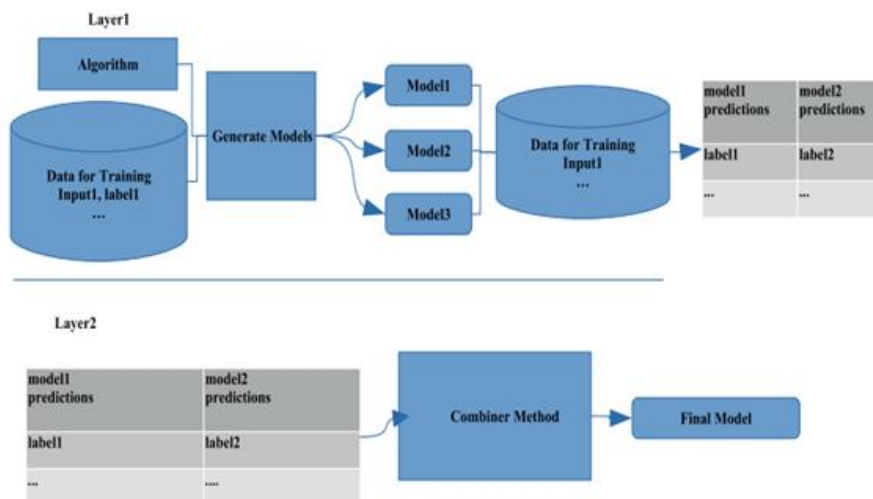 Layer1
Algorithm
Data for Training
Input1, label1
...
Generate Models
Model1
Model2
Model3
Data for Training
Input1
...
model1 predictions
model2 predictions
label1
label2
...
...
Layer2
model1 predictions
model2 predictions
label1
label2
...
....
Combiner Method
Final Model